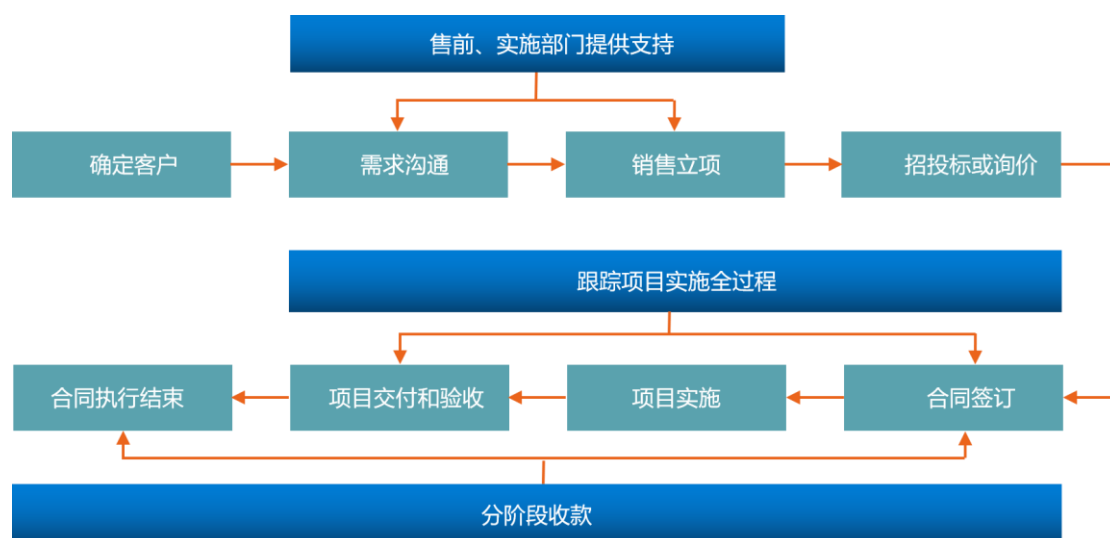 售前、实施部门提供支持
确定客户
需求沟通
销售立项
招投标或询价
跟踪项目实施全过程
合同执行结束
项目交付和验收
项目实施
合同签订
分阶段收款